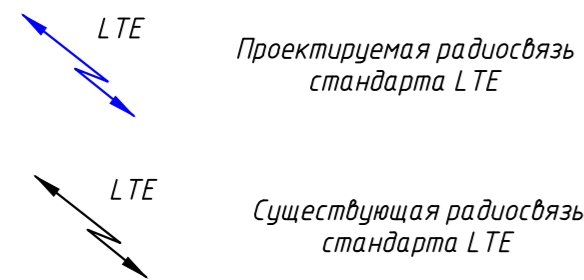 LTE
Проектируемая радиосвязь
стандарта LTE
LTE
Существующая радиосвязь
стандарта LTE